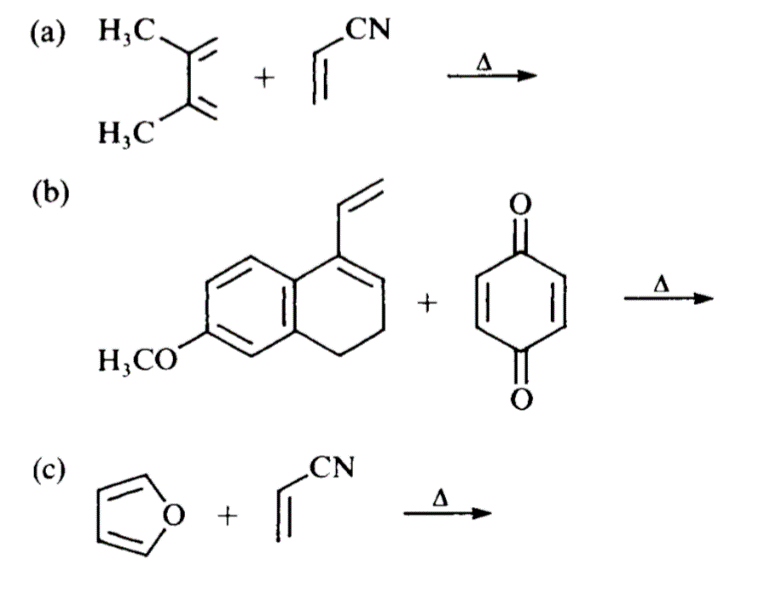 (a) H₃C CN
+ Δ
H₃C
(b)
O
+ Δ
H₃CO
O
(c) CN
O + Δ